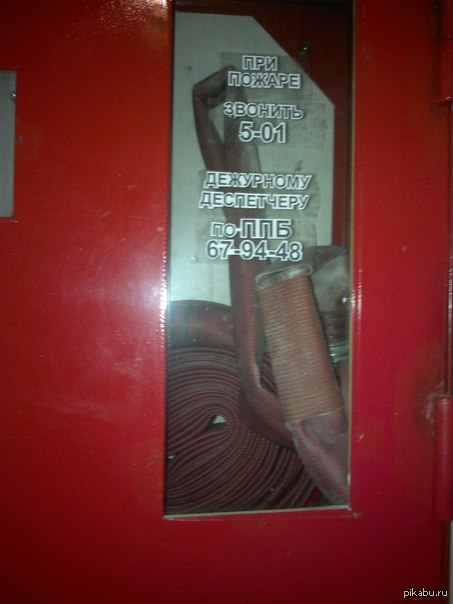 ПРИ
ПОЖАРЕ
ЗВОНИТЬ
5-01
ДЕЖУРНОМУ
ДЕСПЕТЧЕРУ
ПО ППБ
67-94-48
pikabu.ru